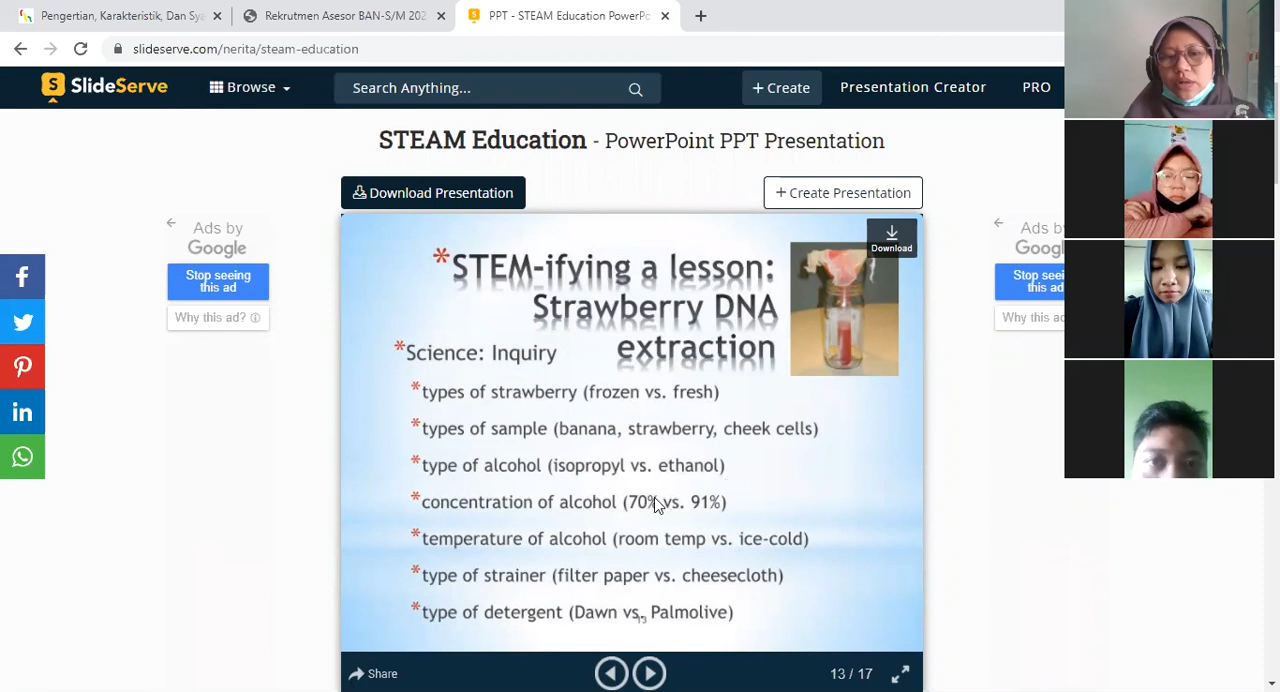 Pengertian, Karakteristik, Dan Sya
Rekrutmen Asesor BAN-S/M 202
PPT - STEAM Education PowerPo
slideserve.com/nerita/steam-education
S SlideServe
Browse
Search Anything...
+ Create
Presentation Creator
PRO
STEAM Education - PowerPoint PPT Presentation
Download Presentation
+ Create Presentation
Ads by
Google
Stop seeing
this ad
Why this ad?
Download
*STEM-ifying a lesson:
Strawberry DNA
extraction
*Science: Inquiry
*types of strawberry (frozen vs. fresh)
*types of sample (banana, strawberry, cheek cells)
*type of alcohol (isopropyl vs. ethanol)
*concentration of alcohol (70% vs. 91%)
*temperature of alcohol (room temp vs. ice-cold)
*type of strainer (filter paper vs. cheesecloth)
*type of detergent (Dawn vs. Palmolive)
13
Ads by
Googl
Stop seei
this ad
Why this ad
Share
13 / 17